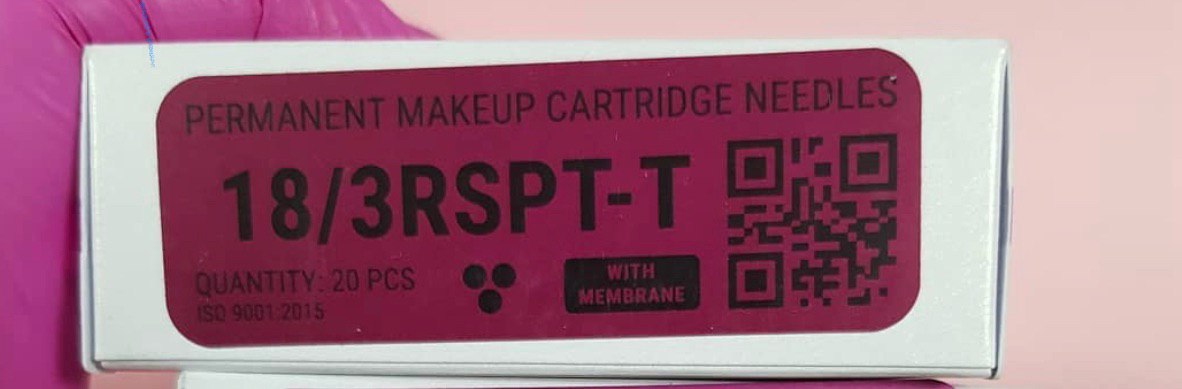 PERMANENT MAKEUP CARTRIDGE NEEDLES
18/3RSPT-T
QUANTITY: 20 PCS
ISO 9001:2015
WITH
MEMBRANE